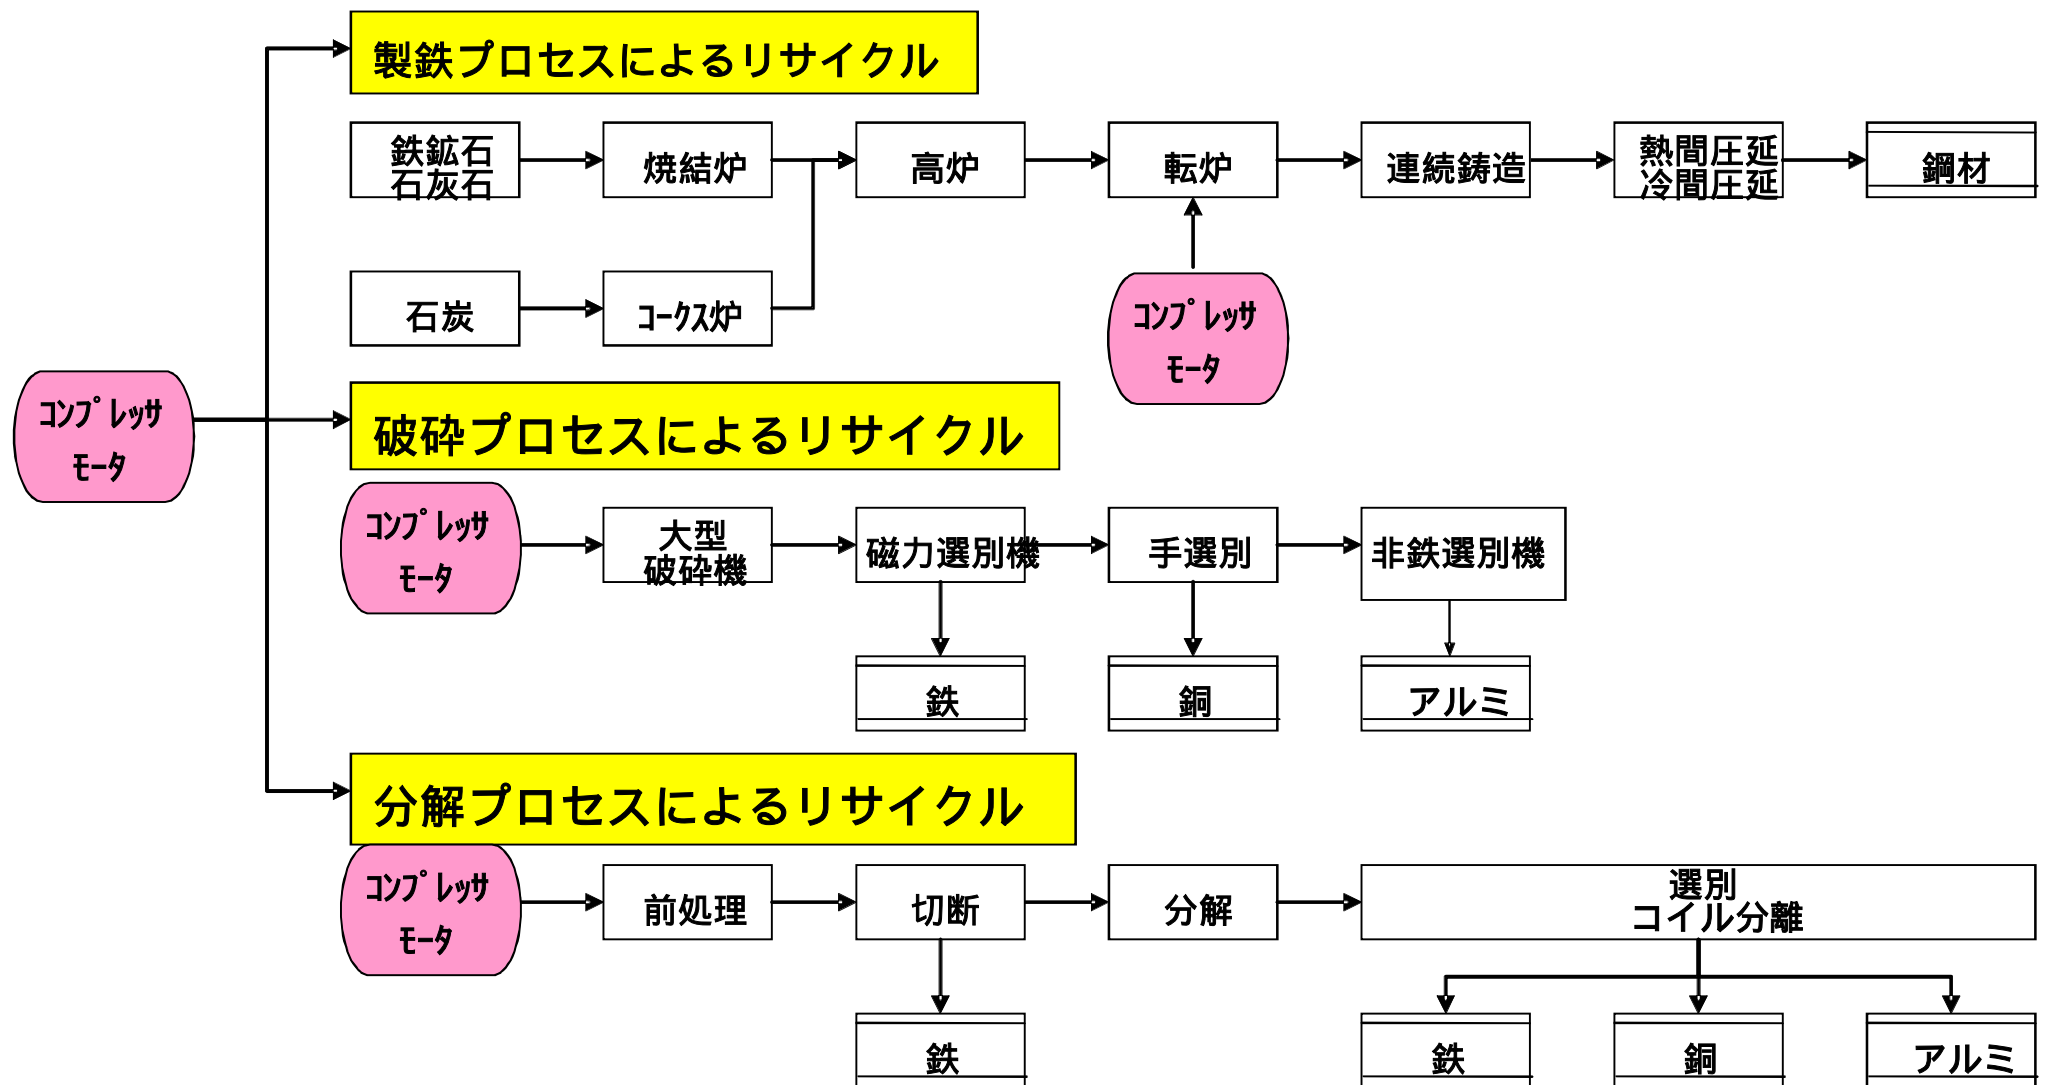 製鉄プロセスによるリサイクル
鉄鉱石
石灰石
焼結炉
高炉
転炉
連続鋳造
熱間圧延
冷間圧延
鋼材
石炭
ｺｰｸｽ炉
ｺﾝﾌﾟﾚｯｻ
ﾓｰﾀ
ｺﾝﾌﾟﾚｯｻ
ﾓｰﾀ
破砕プロセスによるリサイクル
ｺﾝﾌﾟﾚｯｻ
ﾓｰﾀ
大型
破砕機
磁力選別機
手選別
非鉄選別機
鉄
銅
アルミ
分解プロセスによるリサイクル
ｺﾝﾌﾟﾚｯｻ
ﾓｰﾀ
前処理
切断
分解
選別
コイル分離
鉄
鉄
銅
アルミ